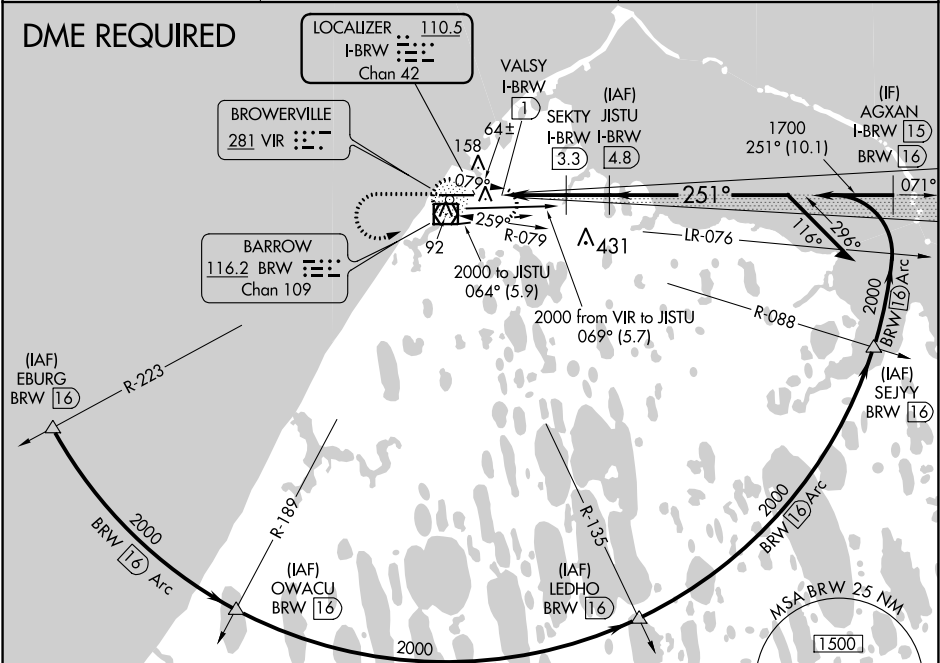 DME REQUIRED
LOCALIZER 110.5
I-BRW
Chan 42
BROWERVILLE
281 VIR
BARROW
116.2 BRW
Chan 109
VALSY
I-BRW
1
SEKTY
I-BRW
3.3
(IAF)
JISTU
I-BRW
4.8
(IF)
AGXAN
I-BRW 15
BRW 16
1700
251° (10.1)
64±
158
079°
251°
071°
259°
R-079
92
431
LR-076
116°
296°
2000 to JISTU
064° (5.9)
2000 from VIR to JISTU
069° (5.7)
R-088
2000
BRW 16 Arc
(IAF)
SEJYY
BRW 16
(IAF)
EBURG
BRW 16
R-223
2000
BRW 16 Arc
R-189
R-135
2000
BRW 16 Arc
(IAF)
OWACU
BRW 16
(IAF)
LEDHO
BRW 16
2000
MSA BRW 25 NM
1500